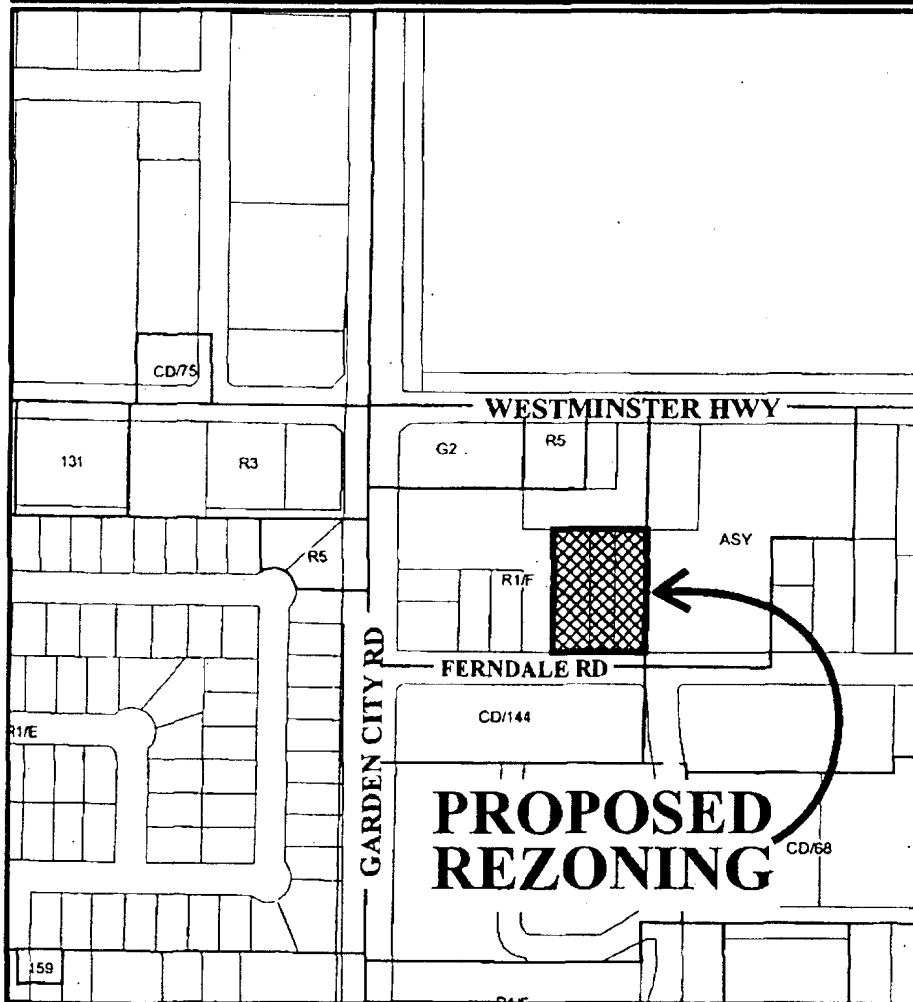 CD/75
WESTMINSTER HWY
131
R3
G2
R5
R5
ASY
R1/F
GARDEN CITY RD
FERNDALE RD
CD/144
R1/E
PROPOSED
REZONING
CD/68
159
R1/F